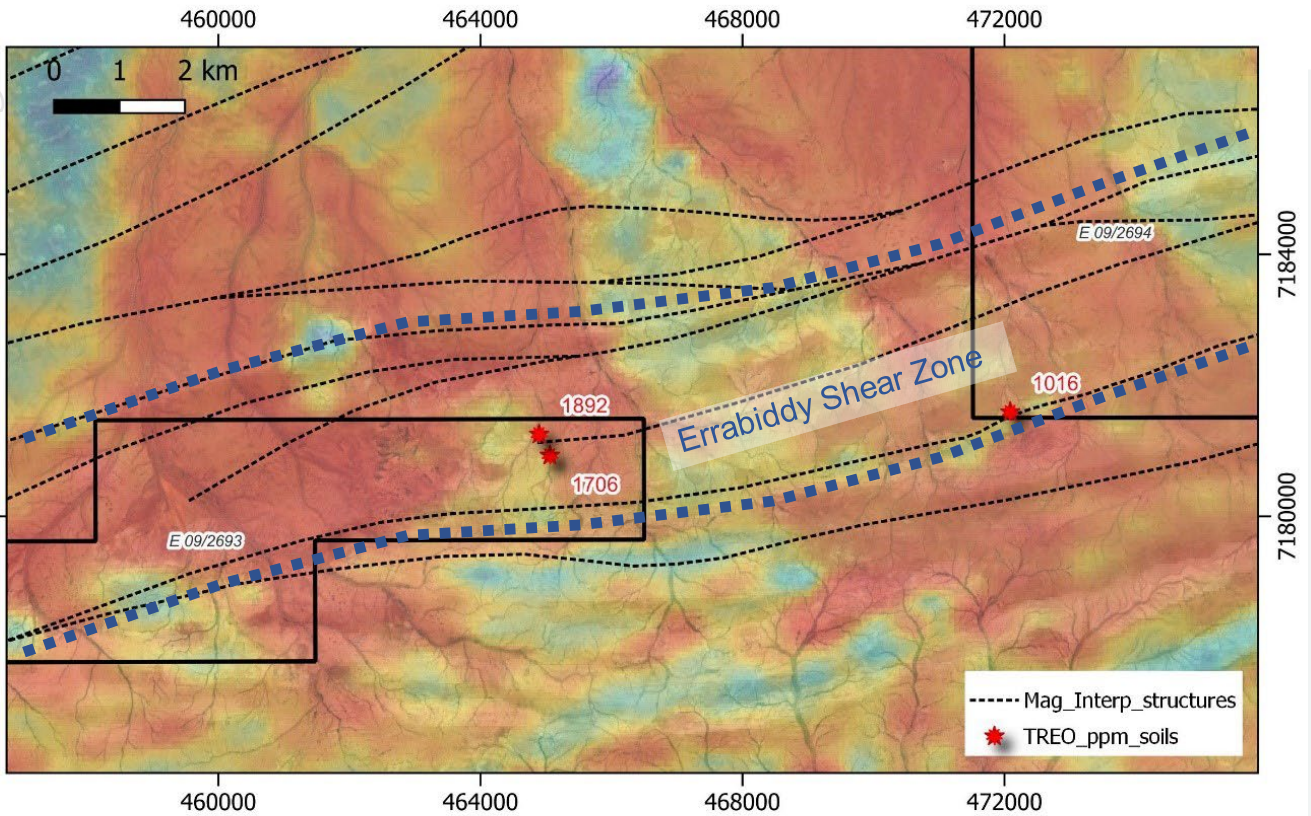 460000 464000 468000 472000
0 1 2 km
7184000
E 09/2694
Errabiddy Shear Zone
1016
1892
1706
7180000
E 09/2693
Mag_Interp_structures
TREO_ppm_soils
460000 464000 468000 472000